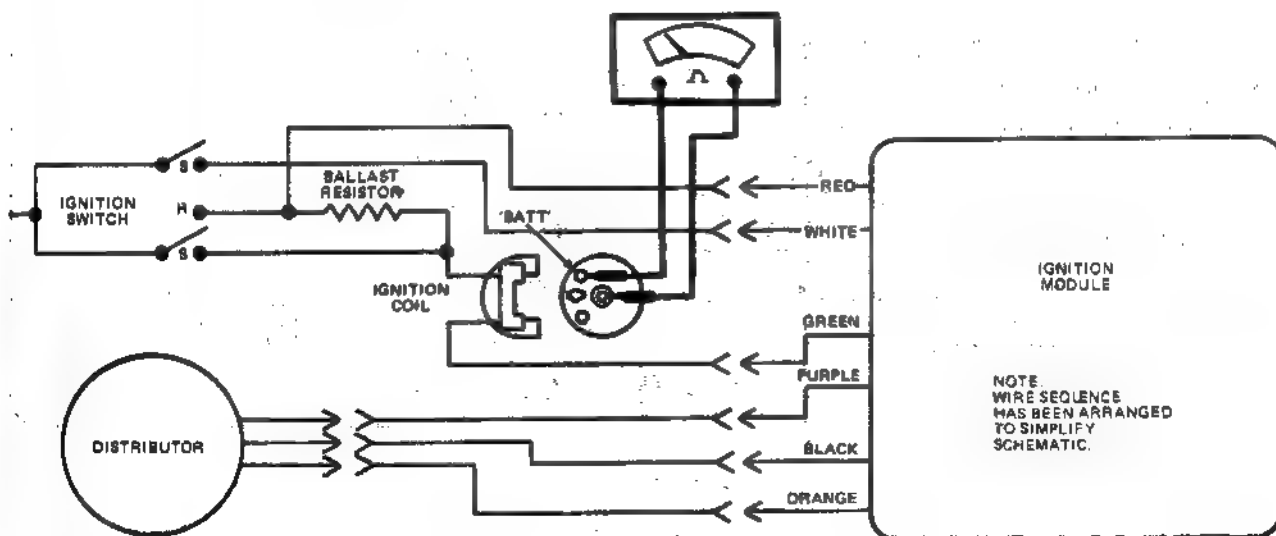 Ω
S
IGNITION
SWITCH
R
BALLAST
RESISTOR
S
'BATT'
IGNITION
COIL
RED
WHITE
GREEN
PURPLE
BLACK
ORANGE
IGNITION
MODULE
NOTE.
WIRE SEQUENCE
HAS BEEN ARRANGED
TO SIMPLIFY
SCHEMATIC.
DISTRIBUTOR